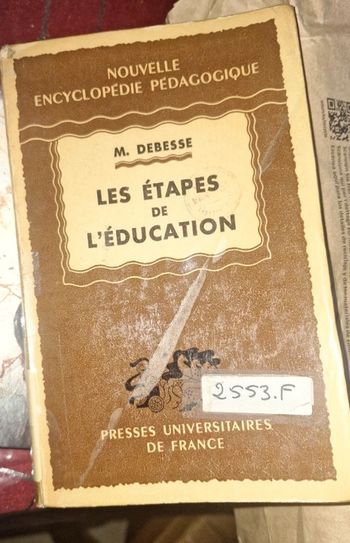 NOUVELLE
ENCYCLOPÉDIE PÉDAGOGIQUE
M. DEBESSE
LES ÉTAPES
DE
L'ÉDUCATION
2553.F
PRESSES UNIVERSITAIRES
DE FRANCE